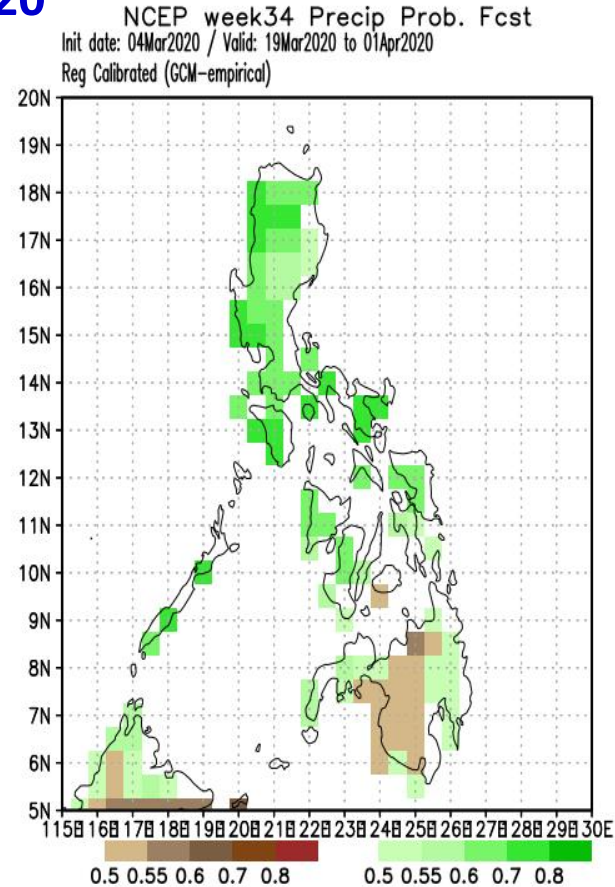 20
NCEP week34 Precip Prob. Fcst
Init date: 04Mar2020 / Valid: 19Mar2020 to 01Apr2020
Reg Calibrated (GCM-empirical)
20N
19N
18N
17N
16N
15N
14N
13N
12N
11N
10N
9N
8N
7N
6N
5N
115E 116E 117E 118E 119E 120E 121E 122E 123E 124E 125E 126E 127E 128E 129E 130E
0.5 0.55 0.6 0.7 0.8 0.5 0.55 0.6 0.7 0.8